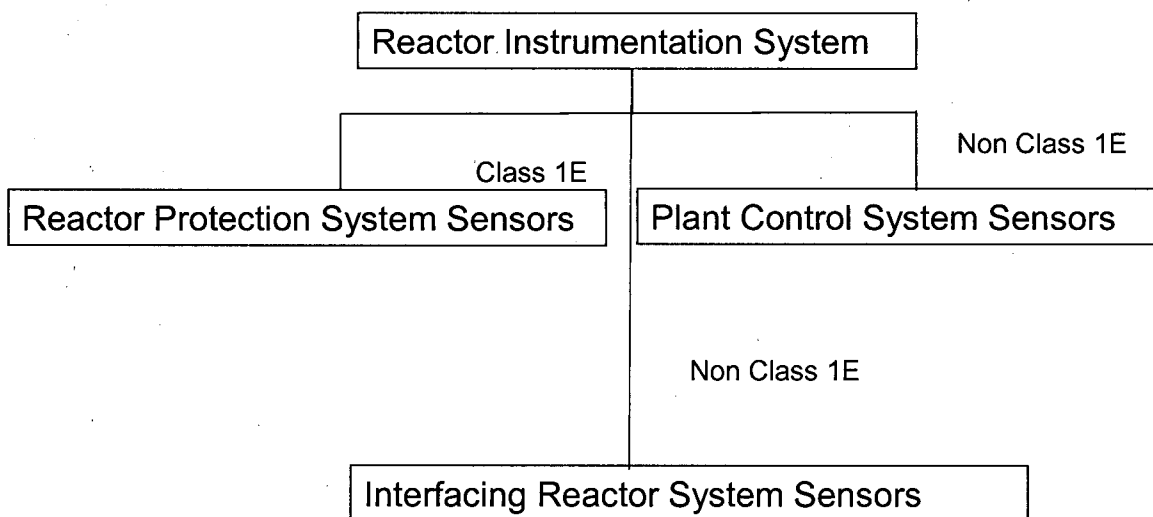 Reactor Instrumentation System
Non Class 1E
Class 1E
Reactor Protection System Sensors
Plant Control System Sensors
Non Class 1E
Interfacing Reactor System Sensors